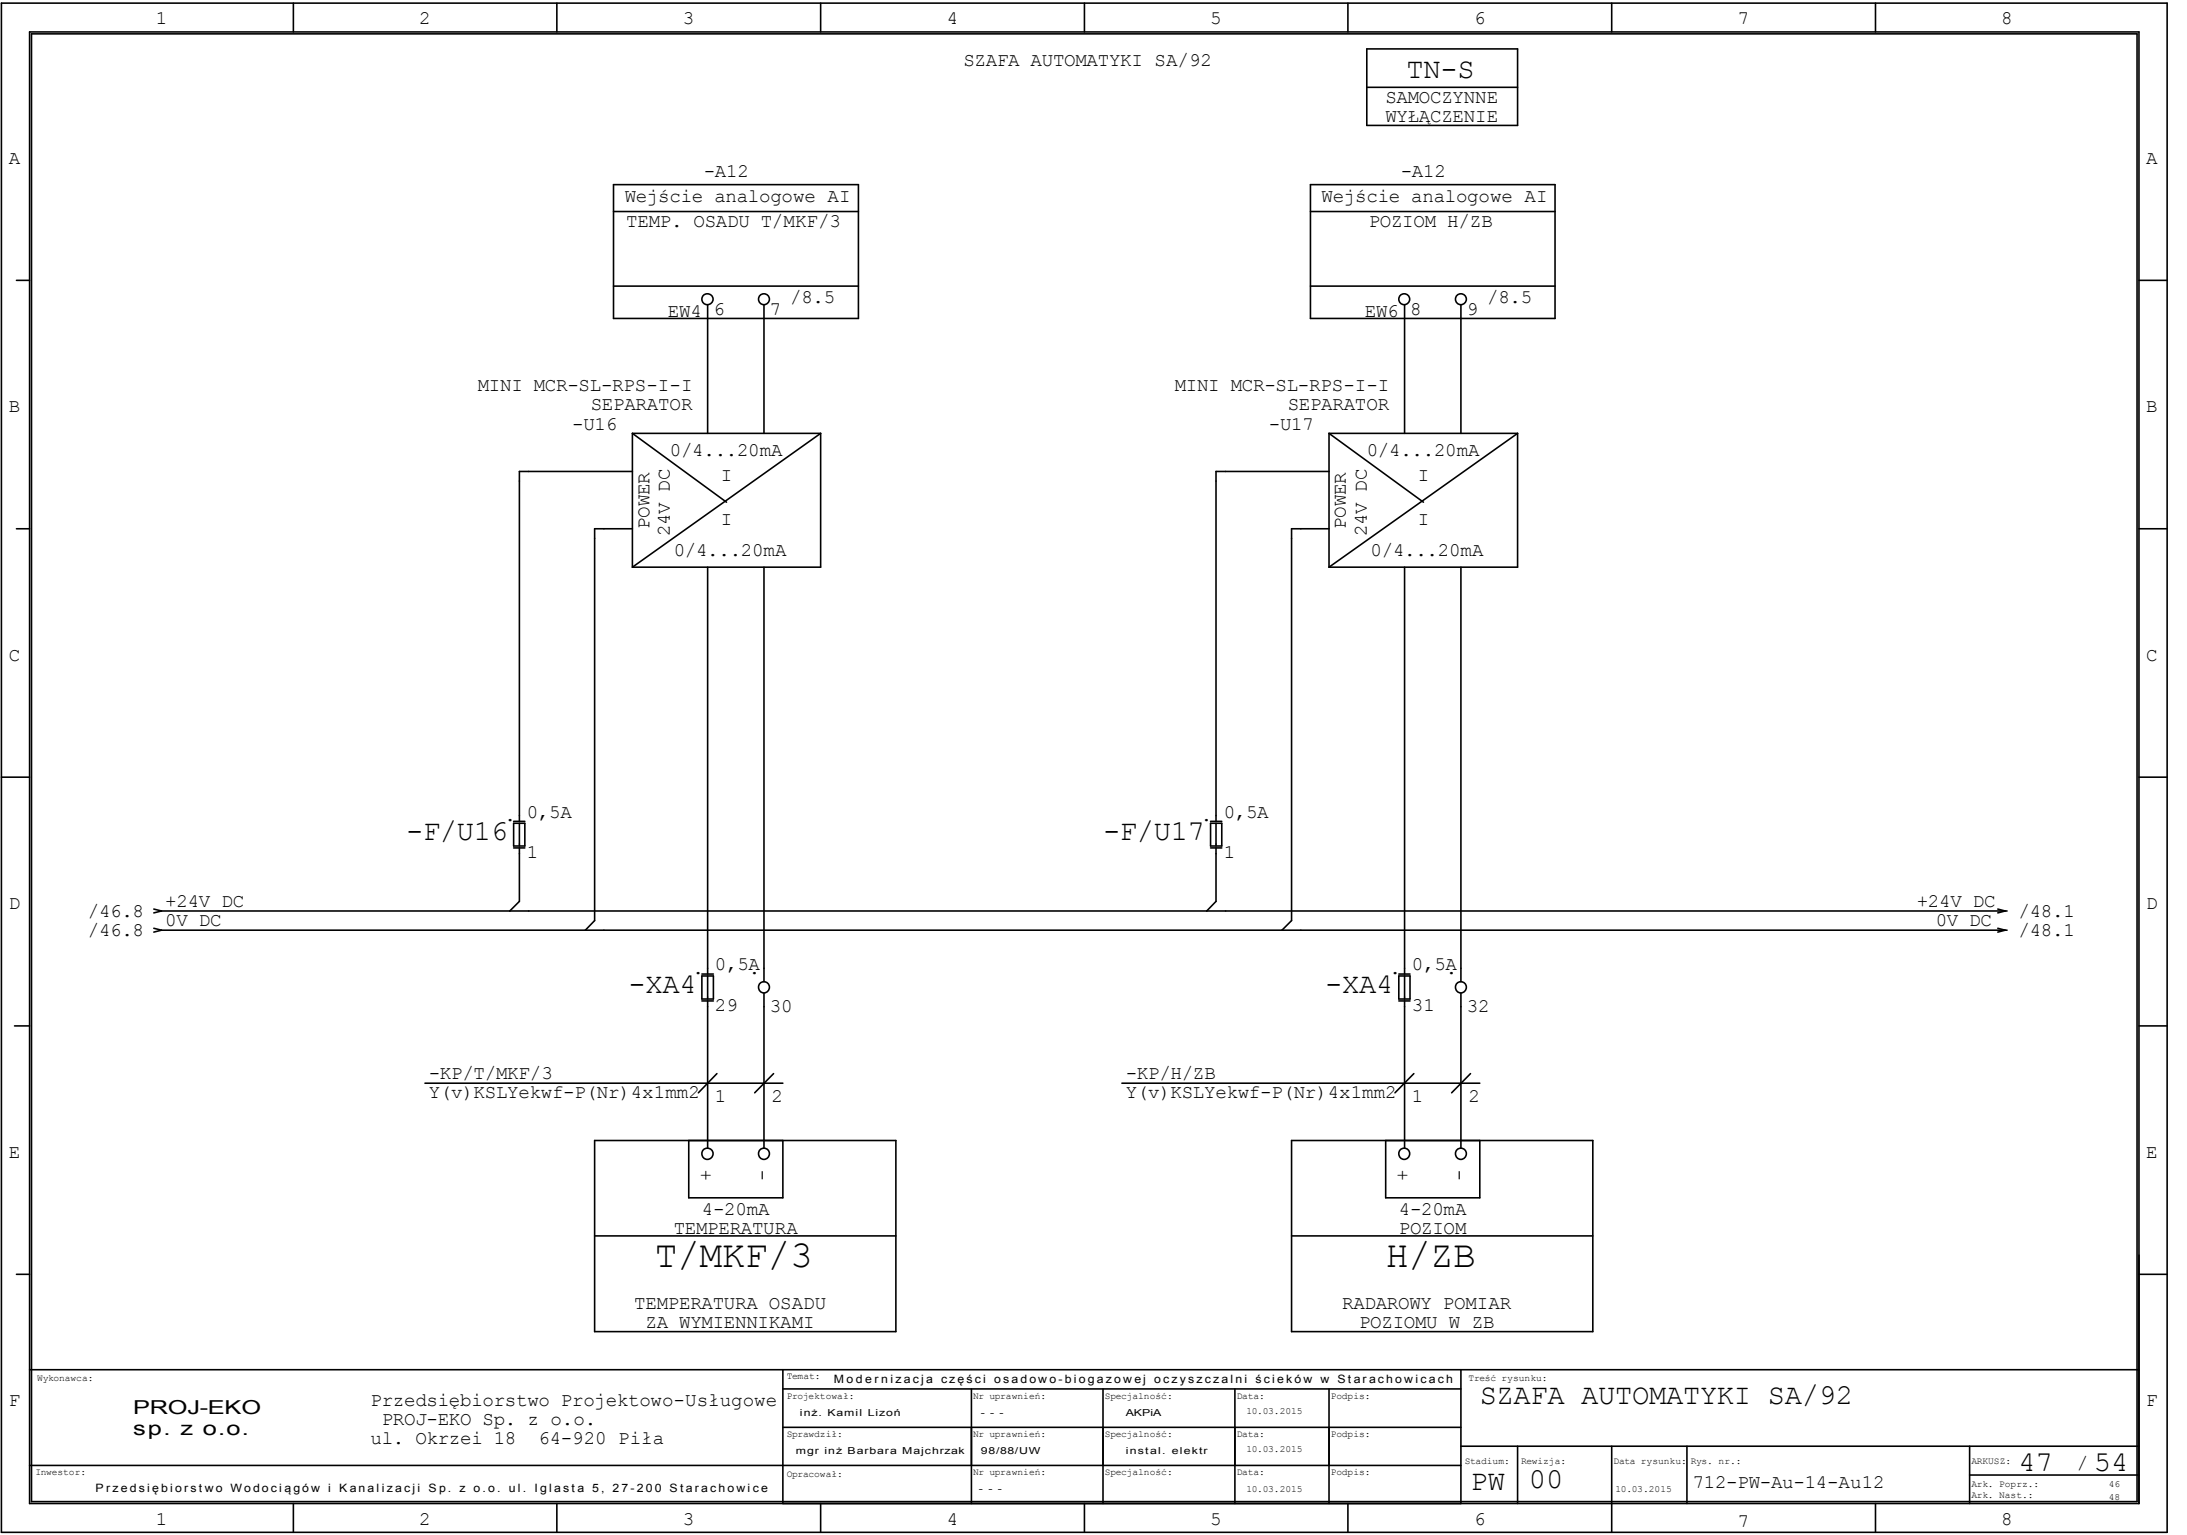 1 2 3 4 5 6 7 8
SZAFA AUTOMATYKI SA/92
TN-S
SAMOCZYNNE
WYŁĄCZENIE
A A
-A12
Wejście analogowe AI
TEMP. OSADU T/MKF/3
EW4 6 7 /8.5
-A12
Wejście analogowe AI
POZIOM H/ZB
EW6 8 9 /8.5
B B
MINI MCR-SL-RPS-I-I
SEPARATOR
-U16
0/4...20mA
I
POWER
24V DC
I
0/4...20mA
MINI MCR-SL-RPS-I-I
SEPARATOR
-U17
0/4...20mA
I
POWER
24V DC
I
0/4...20mA
C C
-F/U16 0,5A
1
-F/U17 0,5A
1
D D
/46.8 +24V DC +24V DC /48.1
/46.8 0V DC 0V DC /48.1
-XA4 0,5A
29 30
-XA4 0,5A
31 32
-KP/T/MKF/3
Y(v)KSLYekwf-P(Nr)4x1mm2 1 2
-KP/H/ZB
Y(v)KSLYekwf-P(Nr)4x1mm2 1 2
E E
+ -
4-20mA
TEMPERATURA
T/MKF/3
TEMPERATURA OSADU
ZA WYMIENNIKAMI
+ -
4-20mA
POZIOM
H/ZB
RADAROWY POMIAR
POZIOMU W ZB
F F
Wykonawca:
PROJ-EKO
sp. z o.o.
Przedsiębiorstwo Projektowo-Usługowe
PROJ-EKO Sp. z o.o.
ul. Okrzei 18 64-920 Piła
Inwestor:
Przedsiębiorstwo Wodociągów i Kanalizacji Sp. z o.o. ul. Iglasta 5, 27-200 Starachowice
Temat: Modernizacja części osadowo-biogazowej oczyszczalni ścieków w Starachowicach
Projektował: Nr uprawnień: Specjalność: Data: Podpis:
inż. Kamil Lizoń --- AKPiA 10.03.2015
Sprawdził: Nr uprawnień: Specjalność: Data: Podpis:
mgr inż Barbara Majchrzak 98/88/UW instal. elektr 10.03.2015
Opracował: Nr uprawnień: Specjalność: Data: Podpis:
--- 10.03.2015
Treść rysunku:
SZAFA AUTOMATYKI SA/92
Stadium: Rewizja: Data rysunku: Rys. nr.: ARKUSZ: 47 / 54
PW 00 10.03.2015 712-PW-Au-14-Au12
Ark. Poprz.: 46
Ark. Nast.: 48
1 2 3 4 5 6 7 8